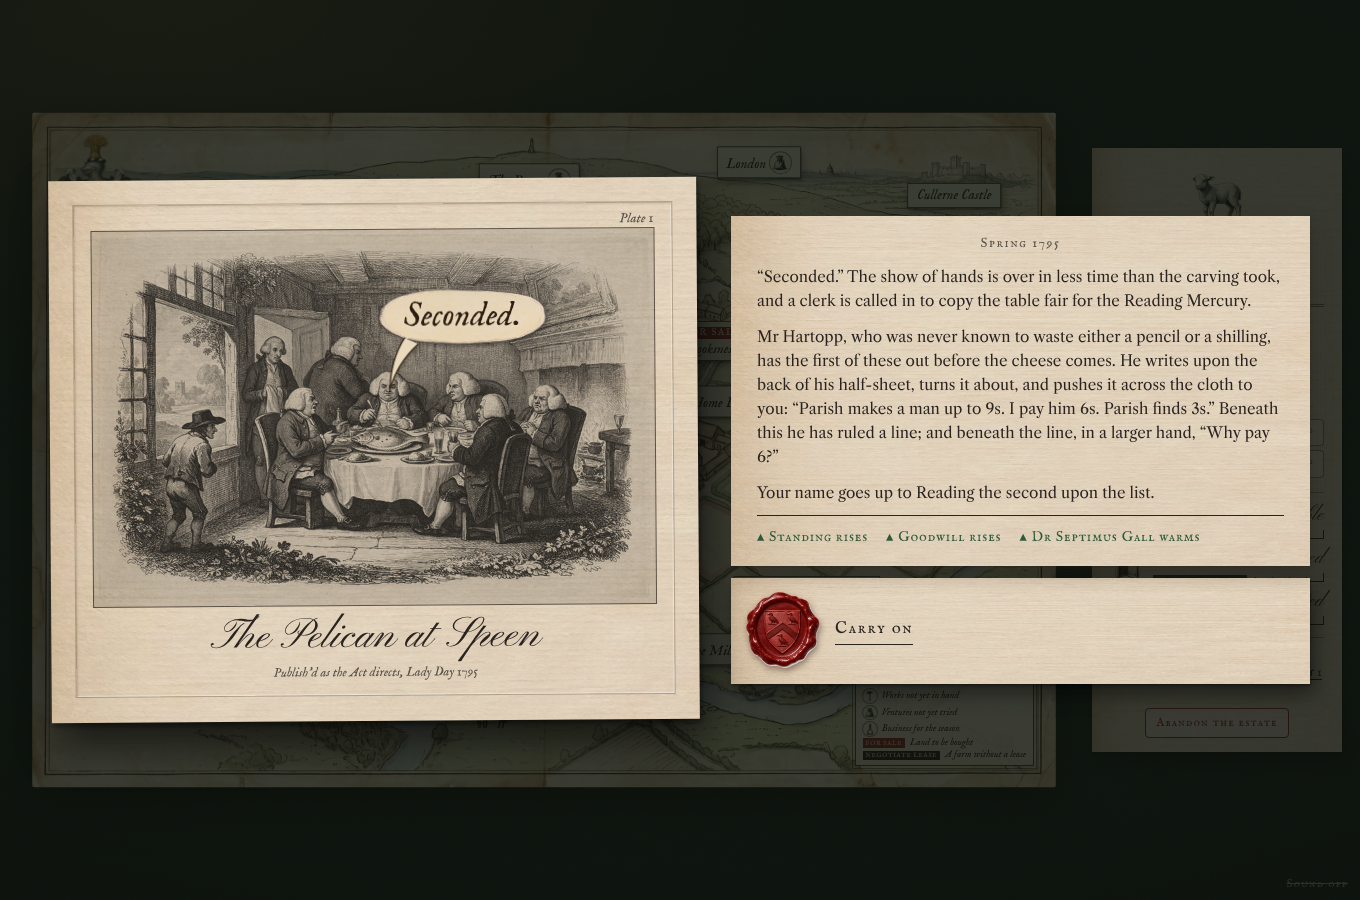 London
Cullerne Castle
Plate 1
Seconded.
The Pelican at Speen
Publish'd as the Act directs, Lady Day 1795
Spring 1795
“Seconded.” The show of hands is over in less time than the carving took,
and a clerk is called in to copy the table fair for the Reading Mercury.
Mr Hartopp, who was never known to waste either a pencil or a shilling,
has the first of these out before the cheese comes. He writes upon the
back of his half-sheet, turns it about, and pushes it across the cloth to
you: “Parish makes a man up to 9s. I pay him 6s. Parish finds 3s.” Beneath
this he has ruled a line; and beneath the line, in a larger hand, “Why pay
6?”
Your name goes up to Reading the second upon the list.
▲ Standing rises ▲ Goodwill rises ▲ Dr Septimus Gall warms
Carry on
Works not yet in hand
Ventures not yet tried
Business for the season
FOR SALE Land to be bought
NEGOTIATE LEASE A farm without a lease
Abandon the estate
Sound off